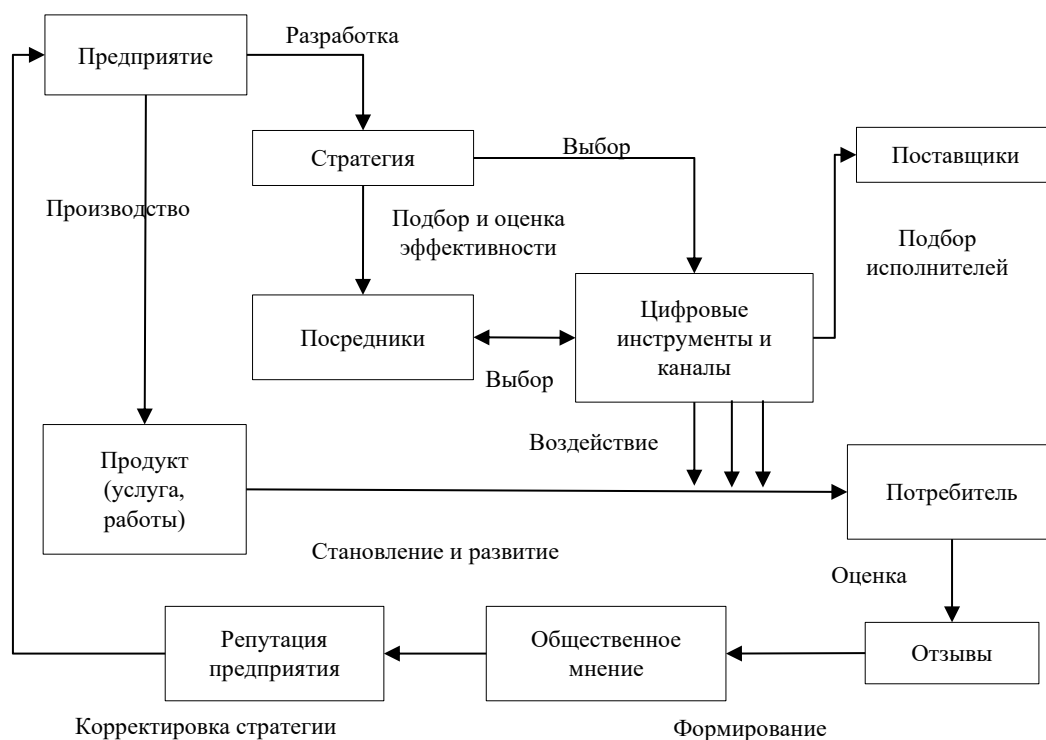 Разработка
Предприятие
Стратегия
Выбор
Поставщики
Производство
Подбор и оценка
эффективности
Подбор
исполнителей
Посредники
Цифровые
инструменты и
каналы
Выбор
Воздействие
Продукт
(услуга,
работы)
Потребитель
Становление и развитие
Оценка
Репутация
предприятия
Общественное
мнение
Отзывы
Корректировка стратегии
Формирование